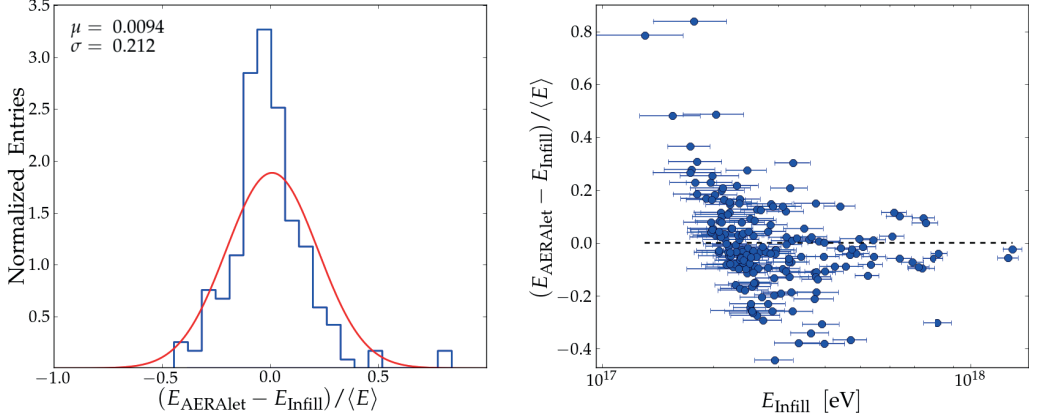 μ = 0.0094
σ = 0.212
Normalized Entries
3.5
3.0
2.5
2.0
1.5
1.0
0.5
−1.0 −0.5 0.0 0.5
(E_AERAlet − E_Infill)/⟨E⟩
(E_AERAlet − E_Infill)/⟨E⟩
0.8
0.6
0.4
0.2
0.0
−0.2
−0.4
10^17 10^18
E_Infill [eV]